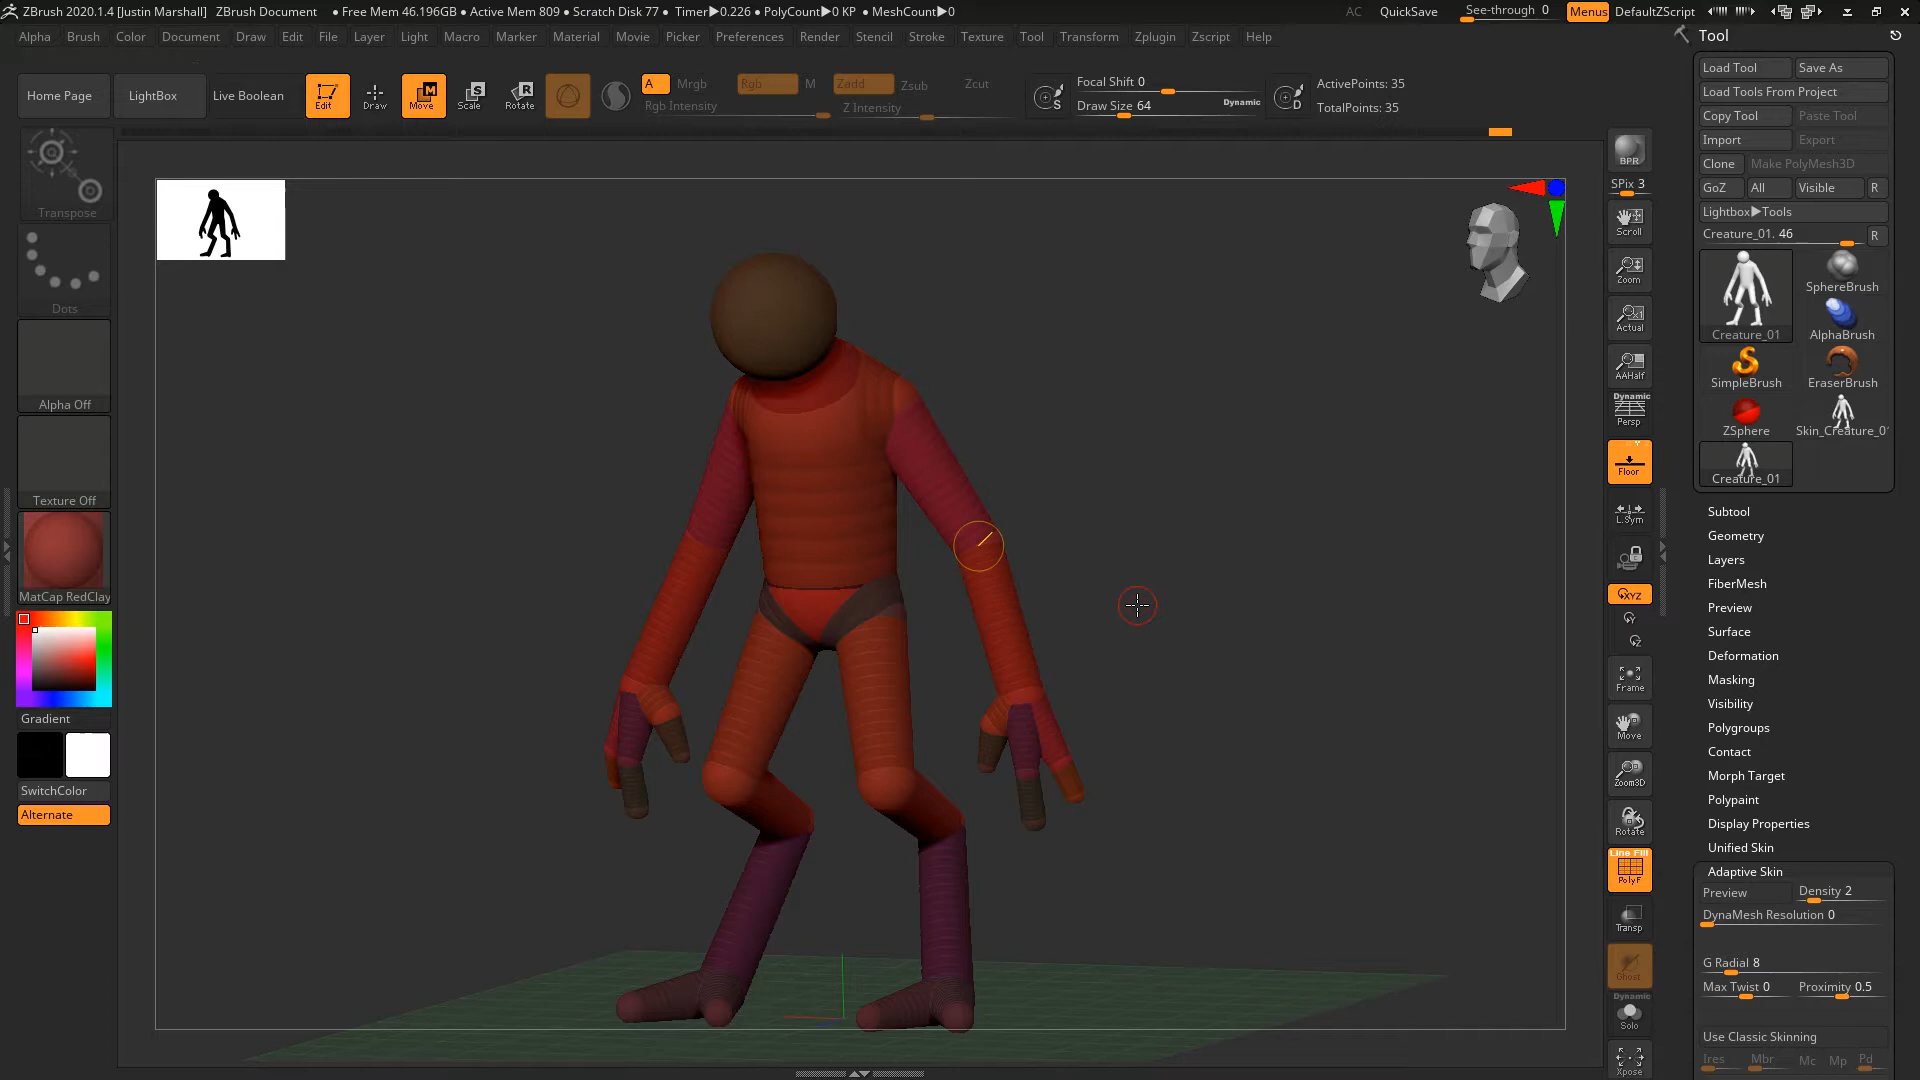 ZBrush 2020.1.4 [Justin Marshall] ZBrush Document ● Free Mem 46.196GB ● Active Mem 809 ● Scratch Disk 77 ● Timer▶0.226 ● PolyCount▶0 KP ● MeshCount▶0 AC QuickSave See-through 0 Menus DefaultZScript
Alpha Brush Color Document Draw Edit File Layer Light Macro Marker Material Movie Picker Preferences Render Stencil Stroke Texture Tool Transform Zplugin Zscript Help
Home Page LightBox Live Boolean Edit Draw Move Scale Rotate
A Mrgb Rgb M Zadd Zsub Zcut
Rgb Intensity Z Intensity
Focal Shift 0
Draw Size 64 Dynamic
S D
ActivePoints: 35
TotalPoints: 35
Transpose
Dots
Alpha Off
Texture Off
MatCap RedClay
Gradient
SwitchColor
Alternate
BPR
SPix 3
Scroll
Zoom
Actual
AAHalf
Dynamic
Persp
Floor
L.Sym
XYZ
Y
Z
Frame
Move
Zoom3D
Rotate
Line Fill
PolyF
Transp
Ghost
Dynamic
Solo
Xpose
Tool
Load Tool Save As
Load Tools From Project
Copy Tool Paste Tool
Import Export
Clone Make PolyMesh3D
GoZ All Visible R
Lightbox▶Tools
Creature_01. 46 R
Creature_01
SphereBrush
AlphaBrush
SimpleBrush EraserBrush
ZSphere Skin_Creature_01
Creature_01
Subtool
Geometry
Layers
FiberMesh
Preview
Surface
Deformation
Masking
Visibility
Polygroups
Contact
Morph Target
Polypaint
Display Properties
Unified Skin
Adaptive Skin
Preview Density 2
DynaMesh Resolution 0
G Radial 8
Max Twist 0 Proximity 0.5
Use Classic Skinning
Ires Mbr Mc Mp Pd